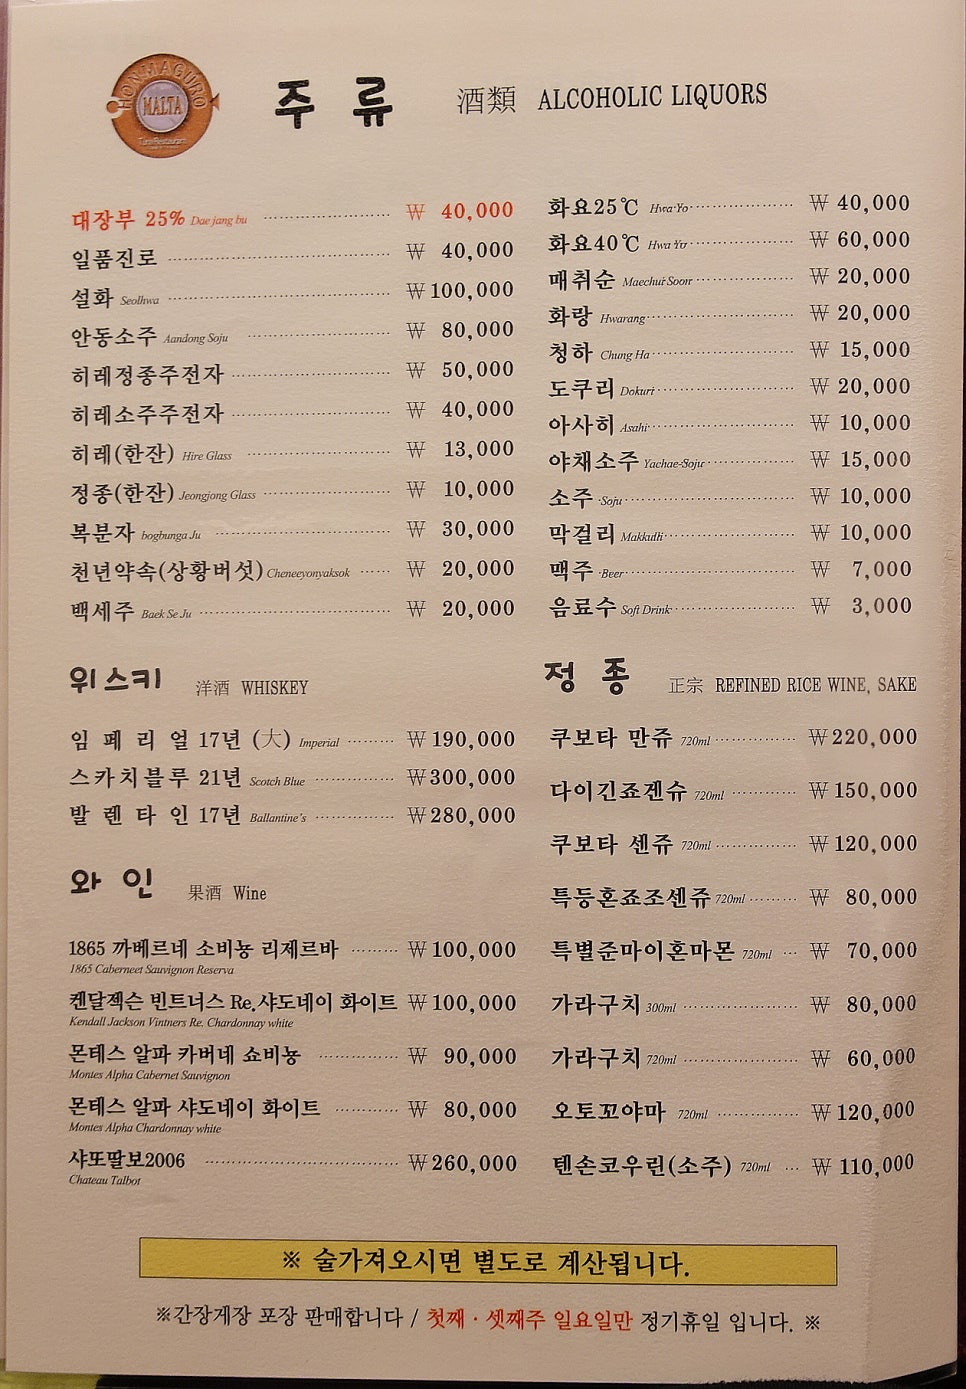 HONMAGURO
MALTA
Tuna Restaurant
주 류 酒類 ALCOHOLIC LIQUORS
대장부 25% Dae jang bu ₩ 40,000
일품진로 ₩ 40,000
설화 Seolhwa ₩100,000
안동소주 Aandong Soju ₩ 80,000
히레정종주전자 ₩ 50,000
히레소주주전자 ₩ 40,000
히레(한잔) Hire Glass ₩ 13,000
정종(한잔) Jeongjong Glass ₩ 10,000
복분자 bogbunga Ju ₩ 30,000
천년약속(상황버섯) Cheneeyonyaksok ₩ 20,000
백세주 Baek Se Ju ₩ 20,000
화요25℃ Hwa Yo ₩ 40,000
화요40℃ Hwa Yo ₩ 60,000
매취순 Maechui Soon ₩ 20,000
화랑 Hwarang ₩ 20,000
청하 Chung Ha ₩ 15,000
도쿠리 Dokuri ₩ 20,000
아사히 Asahi ₩ 10,000
야채소주 Yachae-Soju ₩ 15,000
소주 Soju ₩ 10,000
막걸리 Makkulli ₩ 10,000
맥주 Beer ₩ 7,000
음료수 Soft Drink ₩ 3,000
위스키 洋酒 WHISKEY
임 페 리 얼 17년 (大) Imperial ₩190,000
스카치블루 21년 Scotch Blue ₩300,000
발 렌 타 인 17년 Ballantine's ₩280,000
와 인 果酒 Wine
1865 까베르네 소비뇽 리제르바 ₩100,000
1865 Caberneet Sauvignon Reserva
켄달젝슨 빈트너스 Re.샤도네이 화이트 ₩100,000
Kendall Jackson Vintners Re. Chardonnay white
몬테스 알파 카버네 쇼비뇽 ₩ 90,000
Montes Alpha Cabernet Sauvignon
몬테스 알파 샤도네이 화이트 ₩ 80,000
Montes Alpha Chardonnay white
샤또딸보2006 ₩260,000
Chateau Talbot
정 종 正宗 REFINED RICE WINE, SAKE
쿠보타 만쥬 720ml ₩220,000
다이긴죠겐슈 720ml ₩150,000
쿠보타 센쥬 720ml ₩120,000
특등혼죠조센쥬 720ml ₩ 80,000
특별준마이혼마몬 720ml ₩ 70,000
가라구치 300ml ₩ 80,000
가라구치 720ml ₩ 60,000
오토꼬야마 720ml ₩120,000
텐손코우린(소주) 720ml ₩110,000
※ 술가져오시면 별도로 계산됩니다.
※간장게장 포장 판매합니다 / 첫째 · 셋째주 일요일만 정기휴일 입니다. ※